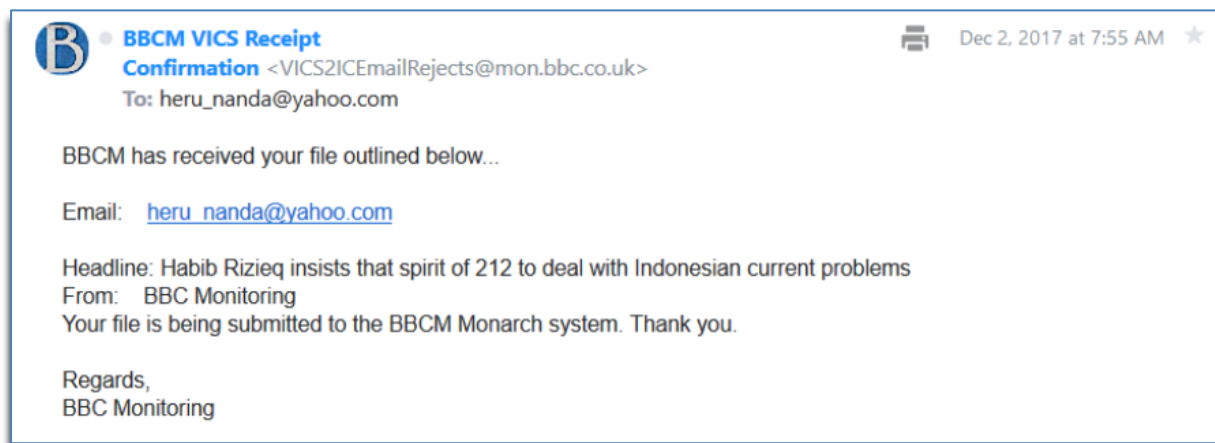 B
BBCM VICS Receipt
Confirmation <VICS2ICEmailRejects@mon.bbc.co.uk>
Dec 2, 2017 at 7:55 AM
To: heru_nanda@yahoo.com
BBCM has received your file outlined below...
Email: heru_nanda@yahoo.com
Headline: Habib Rizieq insists that spirit of 212 to deal with Indonesian current problems
From: BBC Monitoring
Your file is being submitted to the BBCM Monarch system. Thank you.
Regards,
BBC Monitoring